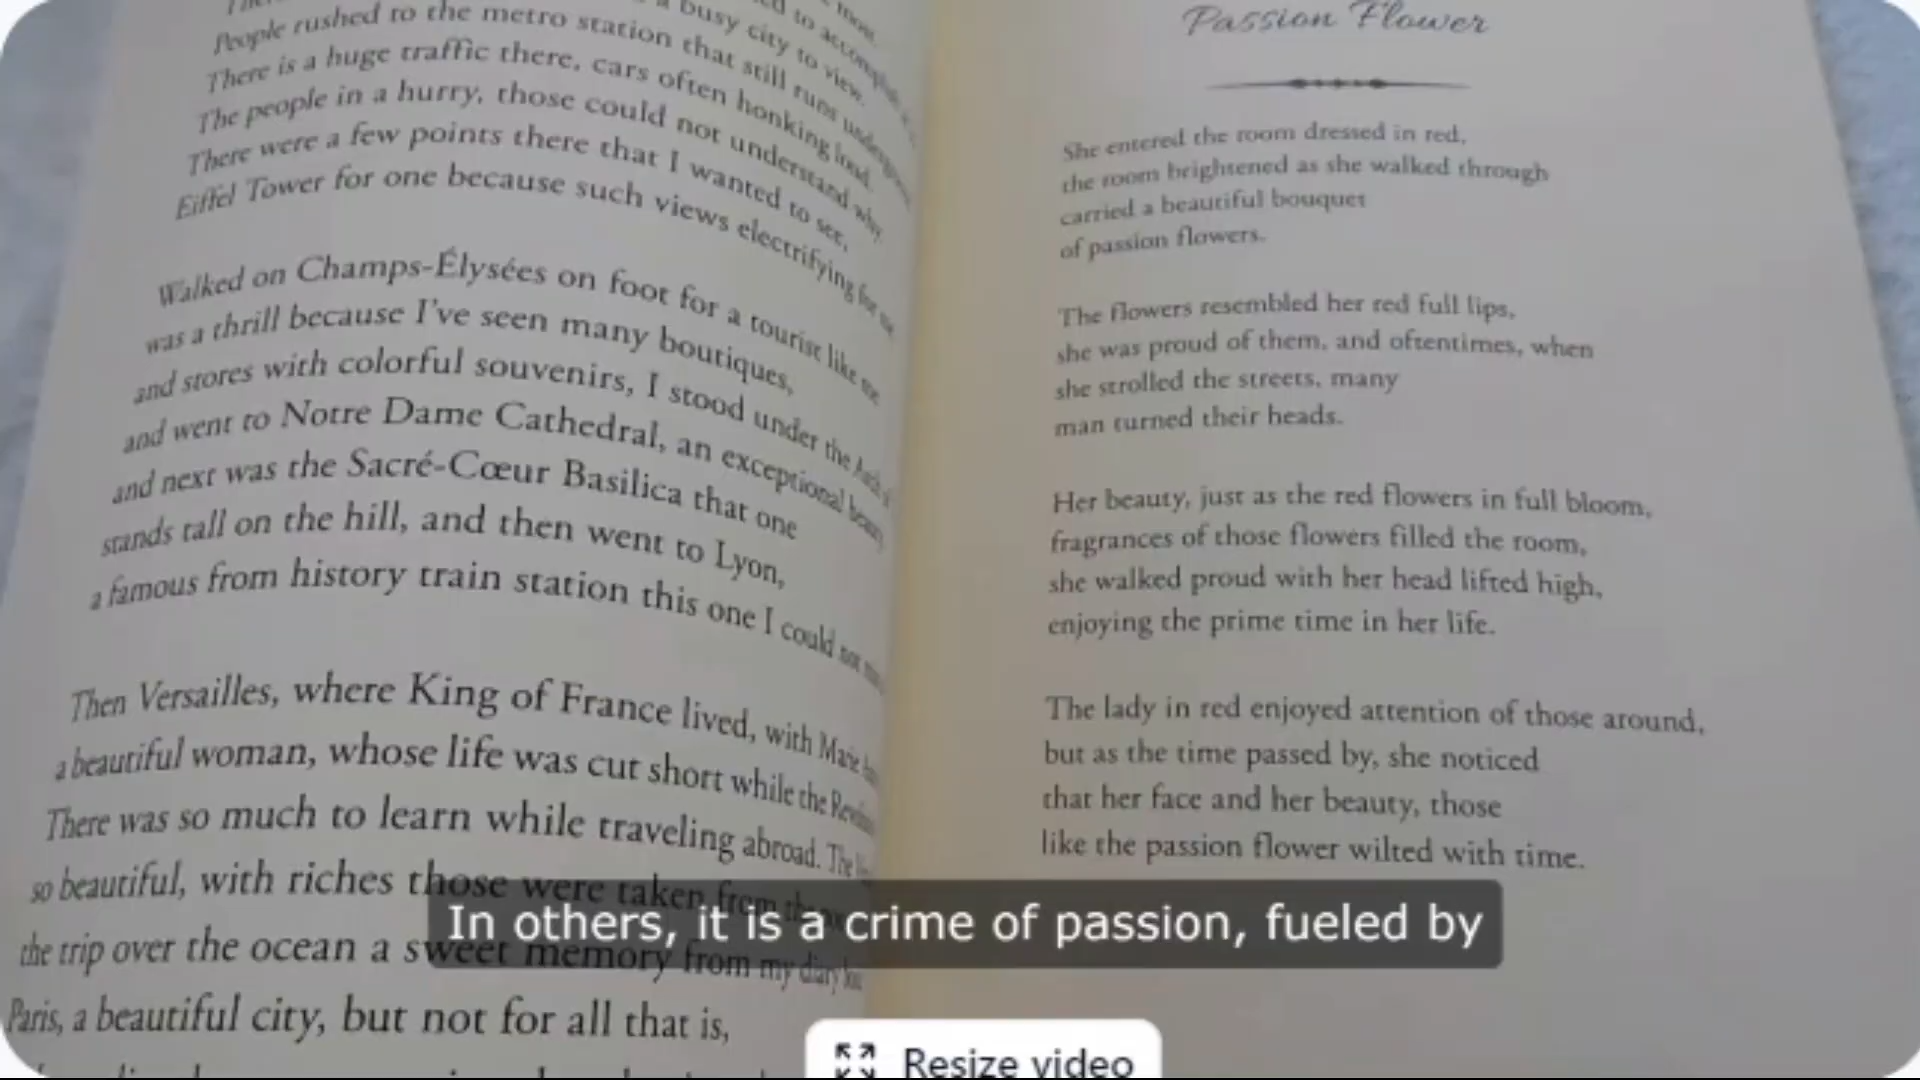 People rushed to the metro station that still runs
There is a huge traffic there, cars often honking loud.
The people in a hurry, those could not understand why
There were a few points there that I wanted to see,
Eiffel Tower for one because such views electrifying for me
Walked on Champs-Élysées on foot for a tourist like me
was a thrill because I've seen many boutiques,
and stores with colorful souvenirs, I stood under the
and went to Notre Dame Cathedral, an exceptional beauty
and next was the Sacré-Cœur Basilica that one
stands tall on the hill, and then went to Lyon,
a famous from history train station this one I could not
Then Versailles, where King of France lived, with Marie
a beautiful woman, whose life was cut short while the
There was so much to learn while traveling abroad. The
so beautiful, with riches those were taken from
the trip over the ocean a sweet memory from my diary
Paris, a beautiful city, but not for all that is,
Passion Flower
She entered the room dressed in red,
the room brightened as she walked through
carried a beautiful bouquet
of passion flowers.
The flowers resembled her red full lips,
she was proud of them, and oftentimes, when
she strolled the streets, many
man turned their heads.
Her beauty, just as the red flowers in full bloom,
fragrances of those flowers filled the room,
she walked proud with her head lifted high,
enjoying the prime time in her life.
The lady in red enjoyed attention of those around,
but as the time passed by, she noticed
that her face and her beauty, those
like the passion flower wilted with time.
In others, it is a crime of passion, fueled by
Resize video